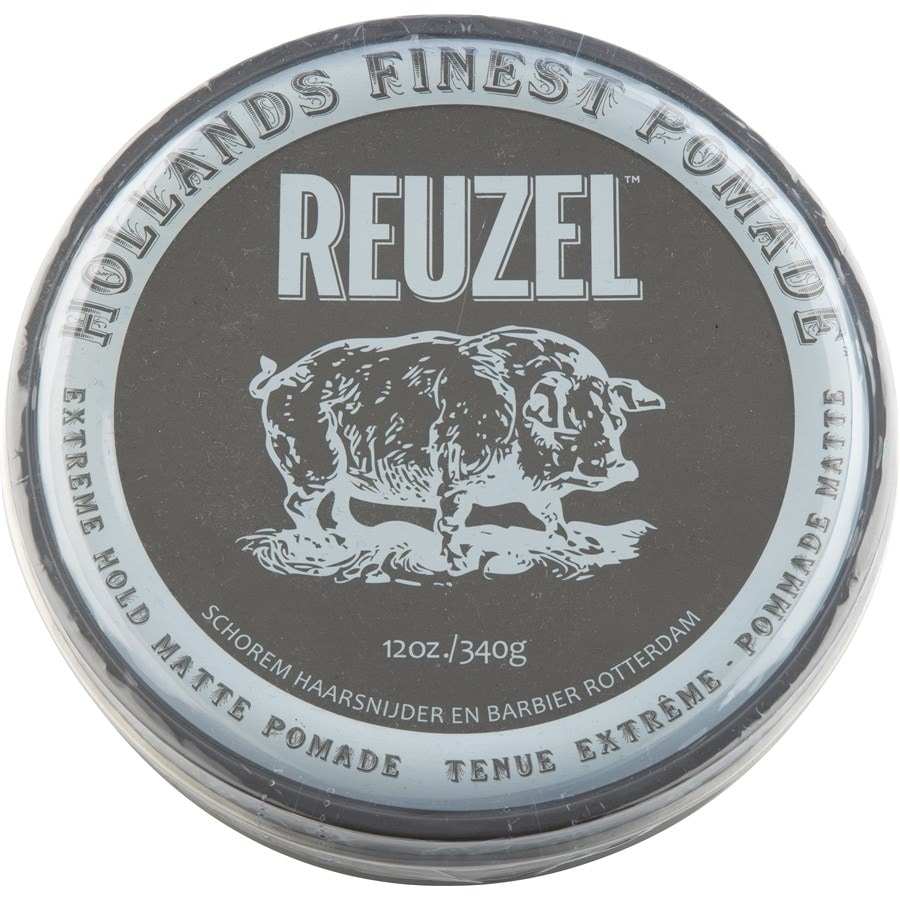 HOLLANDS FINEST POMADE
REUZEL™
12oz./340g
SCHOREM HAARSNIJDER EN BARBIER ROTTERDAM
EXTREME HOLD MATTE POMADE
TENUE EXTRÊME - POMMADE MATTE